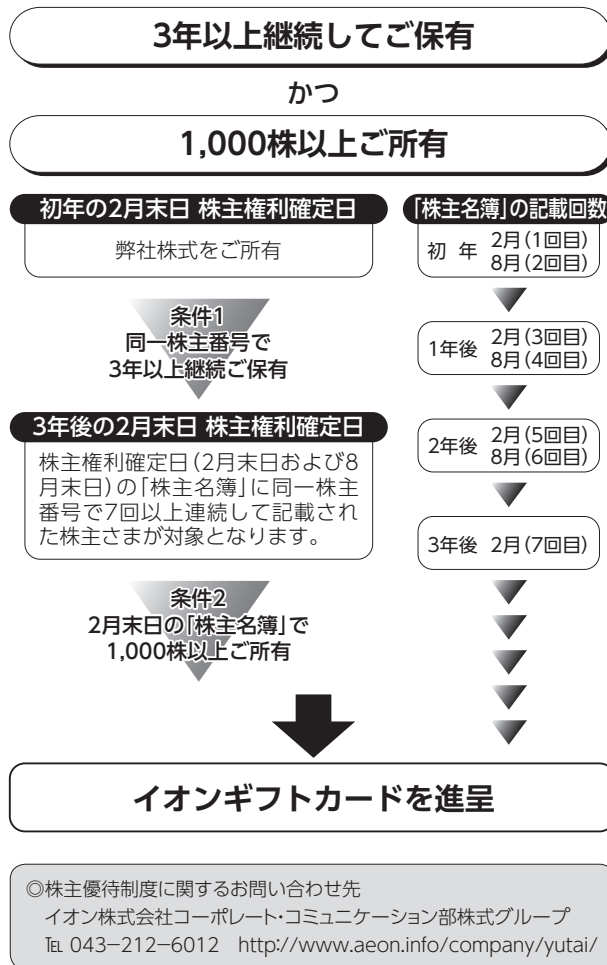 3年以上継続してご保有
かつ
1,000株以上ご所有
初年の2月末日 株主権利確定日
弊社株式をご所有
条件1
同一株主番号で
3年以上継続ご保有
3年後の2月末日 株主権利確定日
株主権利確定日(2月末日および8
月末日)の「株主名簿」に同一株主
番号で7回以上連続して記載され
た株主さまが対象となります。
条件2
2月末日の「株主名簿」で
1,000株以上ご所有
「株主名簿」の記載回数
初 年 2月(1回目)
8月(2回目)
1年後 2月(3回目)
8月(4回目)
2年後 2月(5回目)
8月(6回目)
3年後 2月(7回目)
イオンギフトカードを進呈
◎株主優待制度に関するお問い合わせ先
イオン株式会社コーポレート・コミュニケーション部株式グループ
℡ 043−212−6012 http://www.aeon.info/company/yutai/